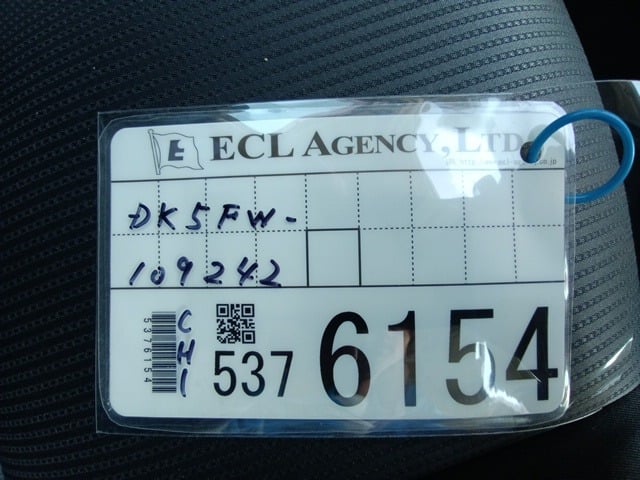 E ECL AGENCY, LTD
DK5FW-
109242
5376154
CHI
537 6154